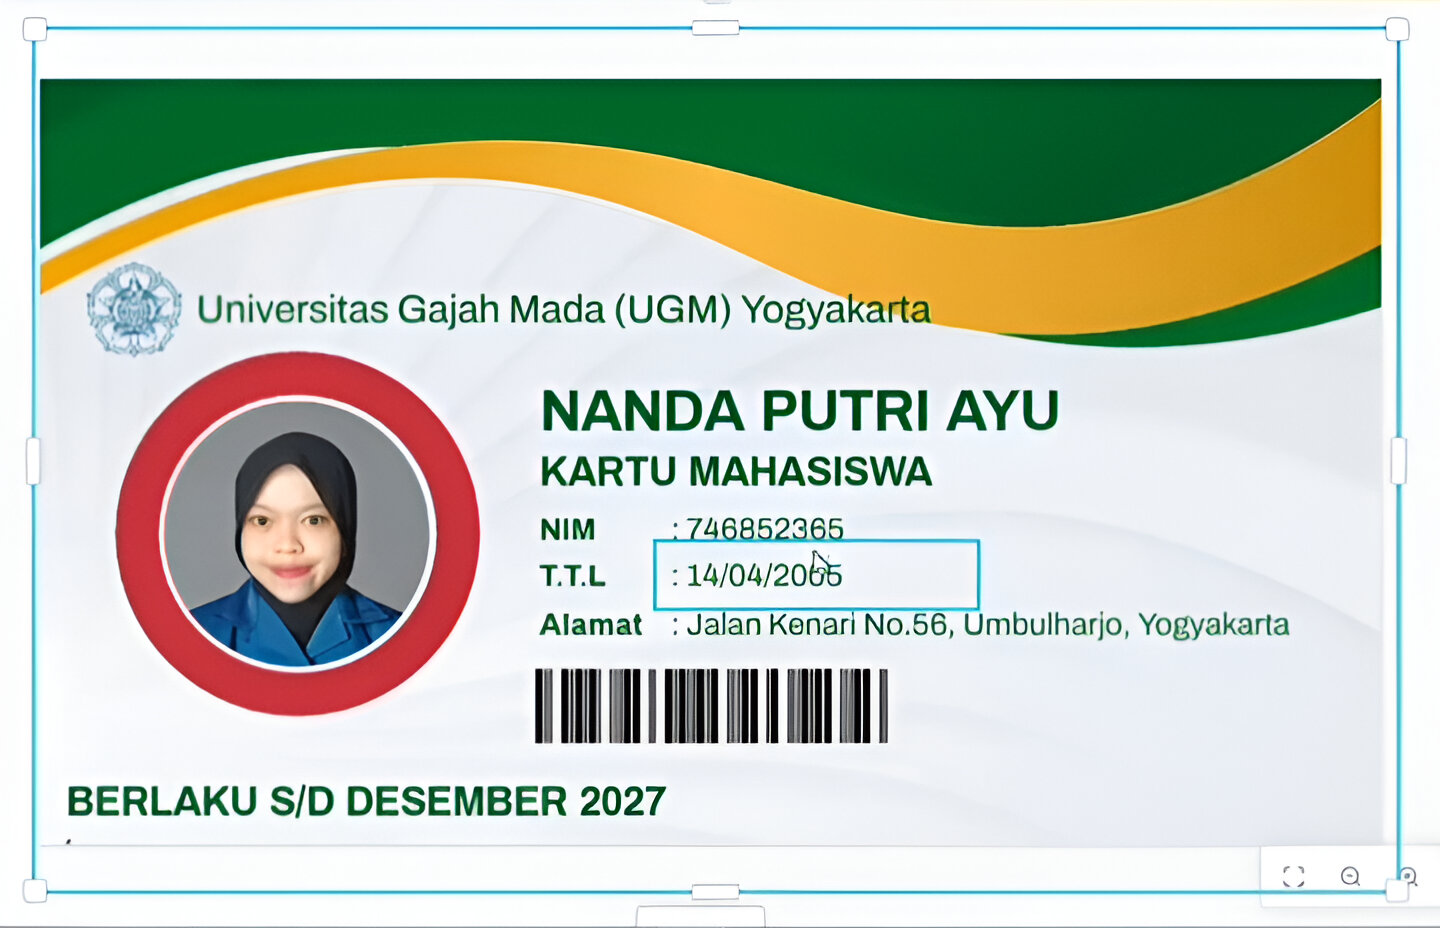 Universitas Gajah Mada (UGM) Yogyakarta
NANDA PUTRI AYU
KARTU MAHASISWA
NIM : 746852365
T.T.L : 14/04/2005
Alamat : Jalan Kenari No.56, Umbulharjo, Yogyakarta
BERLAKU S/D DESEMBER 2027